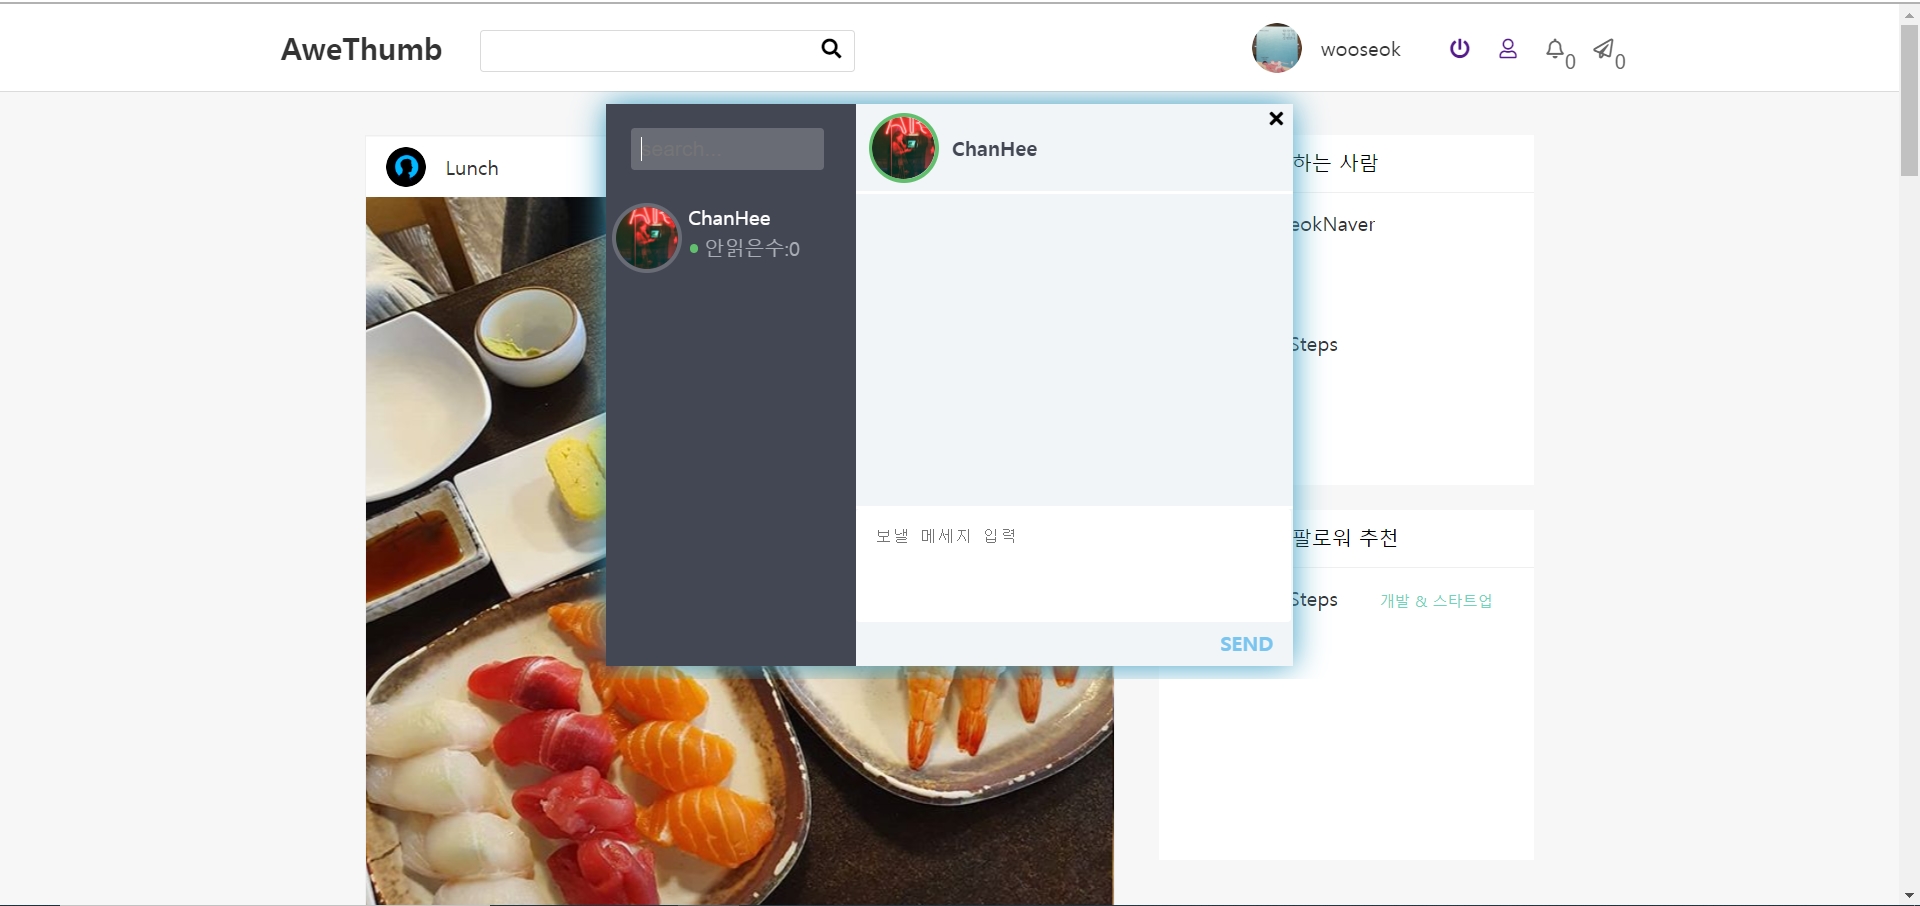 AweThumb
wooseok
0
0
Lunch
search...
ChanHee
안읽은수:0
ChanHee
보낼 메세지 입력
SEND
하는 사람
eokNaver
Steps
팔로워 추천
Steps
개발 & 스타트업